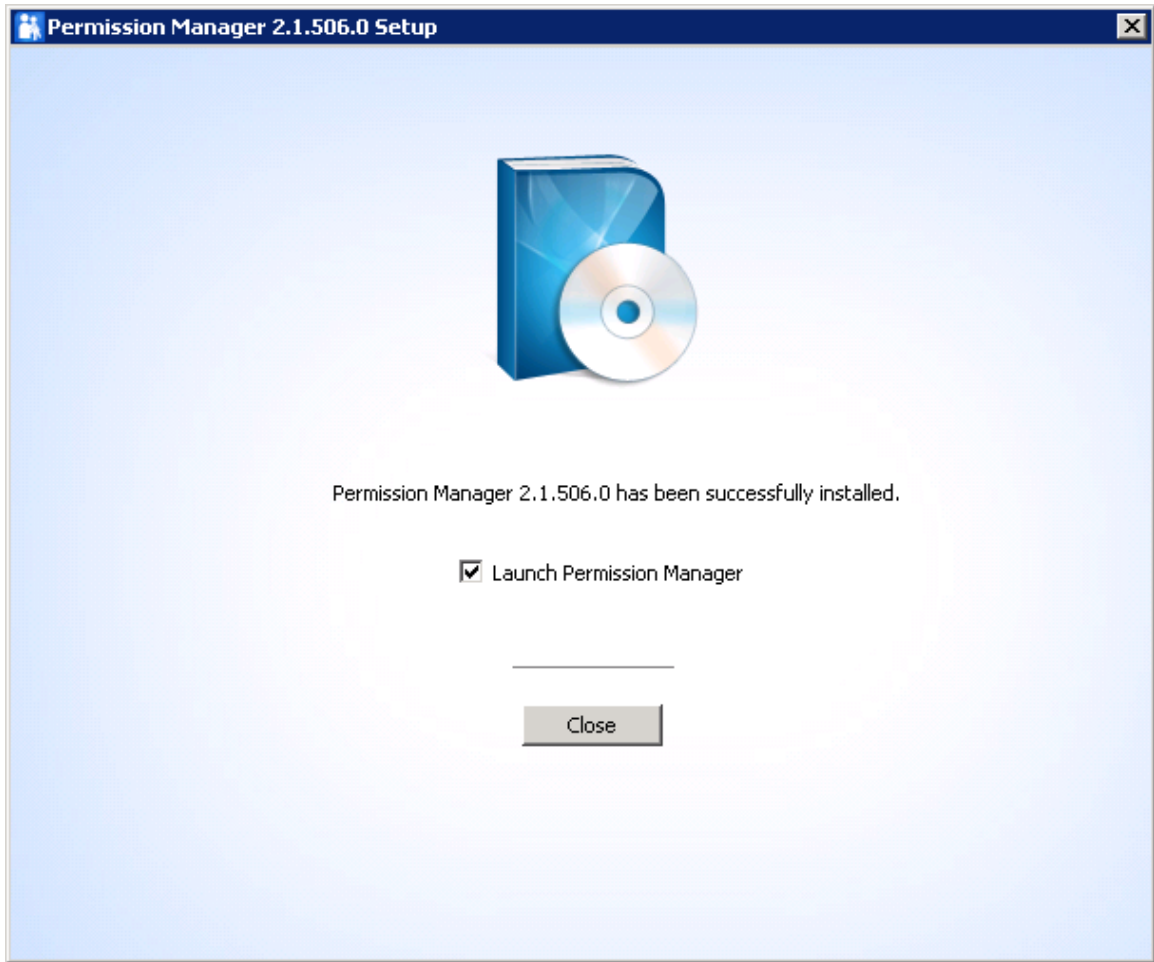 Permission Manager 2.1.506.0 Setup
Permission Manager 2.1.506.0 has been successfully installed.
Launch Permission Manager
Close